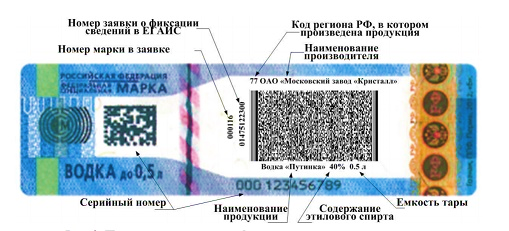 Номер заявки о фиксации
сведений в ЕГАИС
Код региона РФ, в котором
произведена продукция
Номер марки в заявке
Наименование
производителя
РОССИЙСКАЯ ФЕДЕРАЦИЯ
ФЕДЕРАЛЬНАЯ
СПЕЦИАЛЬНАЯ
МАРКА
77 ОАО «Московский завод «Кристалл»
000116
01475122300
ВОДКА до 0,5 л
Водка «Путинка» 40% 0.5 л
000 123456789
Серийный номер
Наименование
продукции
Содержание
этилового спирта
Емкость тары